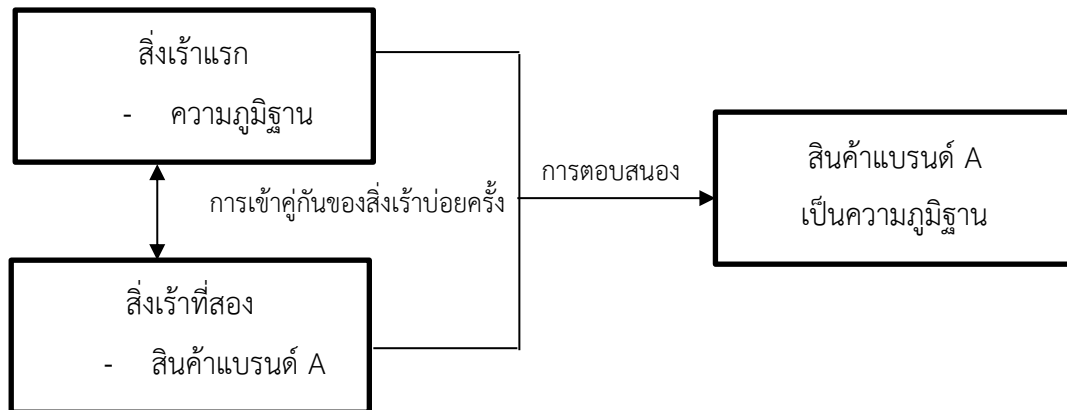 สิ่งเร้าแรก
- ความภูมิฐาน
การเข้าคู่กันของสิ่งเร้าบ่อยครั้ง
สิ่งเร้าที่สอง
- สินค้าแบรนด์ A
การตอบสนอง
สินค้าแบรนด์ A
เป็นความภูมิฐาน